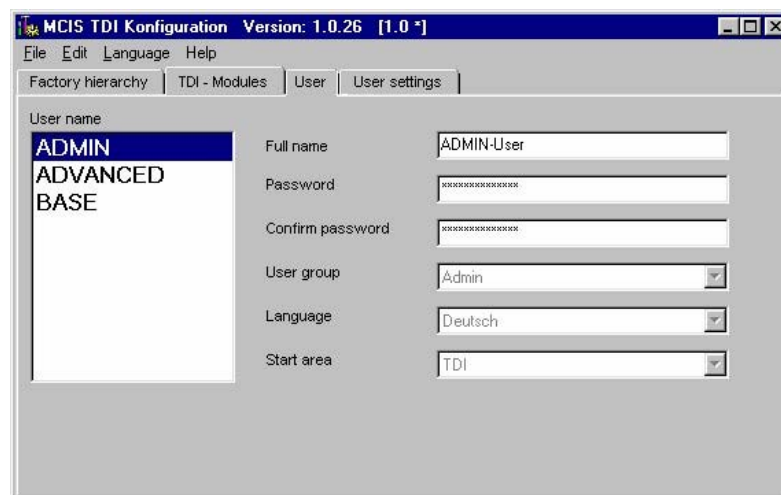 MCIS TDI Konfiguration Version: 1.0.26 [1.0 *]
File Edit Language Help
Factory hierarchy TDI - Modules User User settings
User name
ADMIN
ADVANCED
BASE
Full name ADMIN-User
Password xxxxxxxxxxxxxx
Confirm password xxxxxxxxxxxxxx
User group Admin
Language Deutsch
Start area TDI